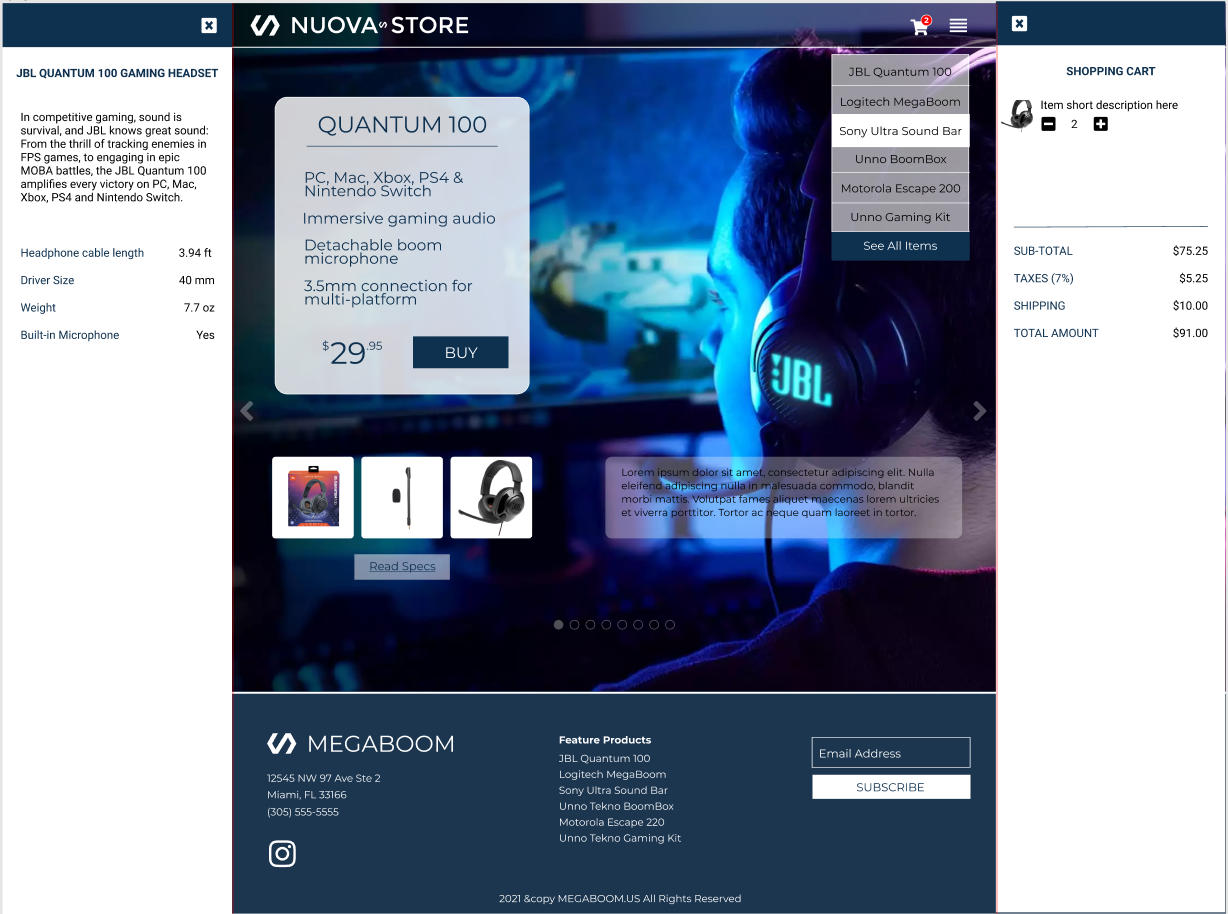 JBL QUANTUM 100 GAMING HEADSET
In competitive gaming, sound is
survival, and JBL knows great sound:
From the thrill of tracking enemies in
FPS games, to engaging in epic
MOBA battles, the JBL Quantum 100
amplifies every victory on PC, Mac,
Xbox, PS4 and Nintendo Switch.
Headphone cable length 3.94 ft
Driver Size 40 mm
Weight 7.7 oz
Built-in Microphone Yes
NUOVA STORE
2
JBL Quantum 100
Logitech MegaBoom
Sony Ultra Sound Bar
Unno BoomBox
Motorola Escape 200
Unno Gaming Kit
See All Items
QUANTUM 100
PC, Mac, Xbox, PS4 &
Nintendo Switch
Immersive gaming audio
Detachable boom
microphone
3.5mm connection for
multi-platform
$29.95
BUY
JBL
Lorem ipsum dolor sit amet, consectetur adipiscing elit. Nulla
eleifend adipiscing nulla in malesuada commodo, blandit
morbi mattis. Volutpat fames aliquet maecenas lorem ultricies
et viverra porttitor. Tortor ac neque quam laoreet in tortor.
Read Specs
MEGABOOM
12545 NW 97 Ave Ste 2
Miami, FL 33166
(305) 555-5555
Feature Products
JBL Quantum 100
Logitech MegaBoom
Sony Ultra Sound Bar
Unno Tekno BoomBox
Motorola Escape 220
Unno Tekno Gaming Kit
Email Address
SUBSCRIBE
2021 &copy MEGABOOM.US All Rights Reserved
SHOPPING CART
Item short description here
2
SUB-TOTAL $75.25
TAXES (7%) $5.25
SHIPPING $10.00
TOTAL AMOUNT $91.00